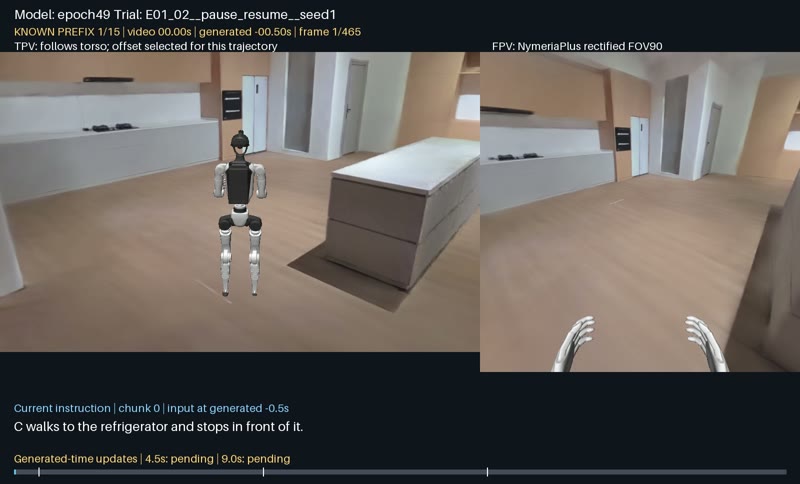 Model: epoch49 Trial: E01_02__pause_resume__seed1
KNOWN PREFIX 1/15 | video 00.00s | generated -00.50s | frame 1/465
TPV: follows torso; offset selected for this trajectory
FPV: NymeriaPlus rectified FOV90
Current instruction | chunk 0 | input at generated -0.5s
C walks to the refrigerator and stops in front of it.
Generated-time updates | 4.5s: pending | 9.0s: pending